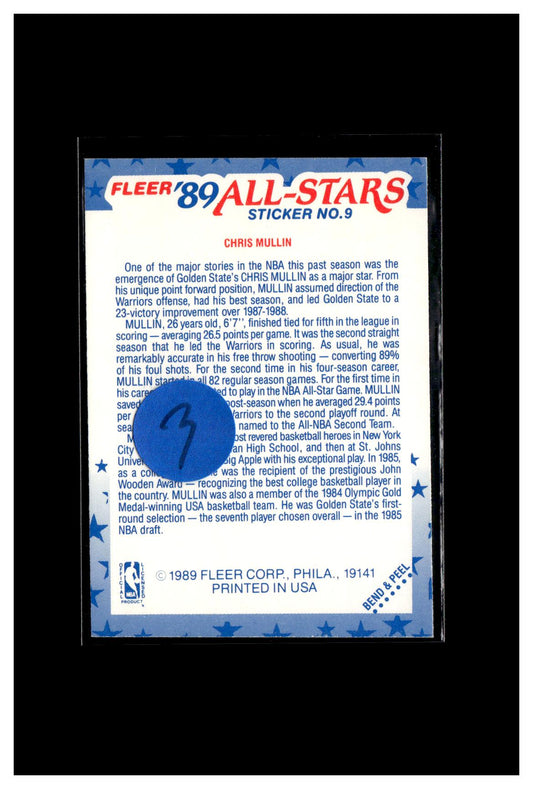 FLEER '89 ALL-STARS
STICKER NO. 9
CHRIS MULLIN
One of the major stories in the NBA this past season was the
emergence of Golden State's CHRIS MULLIN as a major star. From
his unique point forward position, MULLIN assumed direction of the
Warriors offense, had his best season, and led Golden State to a
23-victory improvement over 1987-1988.
MULLIN, 26 years old, 6'7", finished tied for fifth in the league in
scoring — averaging 26.5 points per game. It was the second straight
season that he led the Warriors in scoring. As usual, he was
remarkably accurate in his free throw shooting — converting 89%
of his foul shots. For the second time in his four-season career,
MULLIN started in all 82 regular season games. For the first time in
his career to play in the NBA All-Star Game. MULLIN
saved post-season when he averaged 29.4 points
per Warriors to the second playoff round. At
named to the All-NBA Second Team.
most revered basketball heroes in New York
City High School, and then at St. Johns
Big Apple with his exceptional play. In 1985,
as a was the recipient of the prestigious John
Wooden Award — recognizing the best college basketball player in
the country. MULLIN was also a member of the 1984 Olympic Gold
Medal-winning USA basketball team. He was Golden State's first-
round selection — the seventh player chosen overall — in the 1985
NBA draft.
3
OFFICIAL LICENSED
NBA
PRODUCT
© 1989 FLEER CORP., PHILA., 19141
PRINTED IN USA
BEND & PEEL